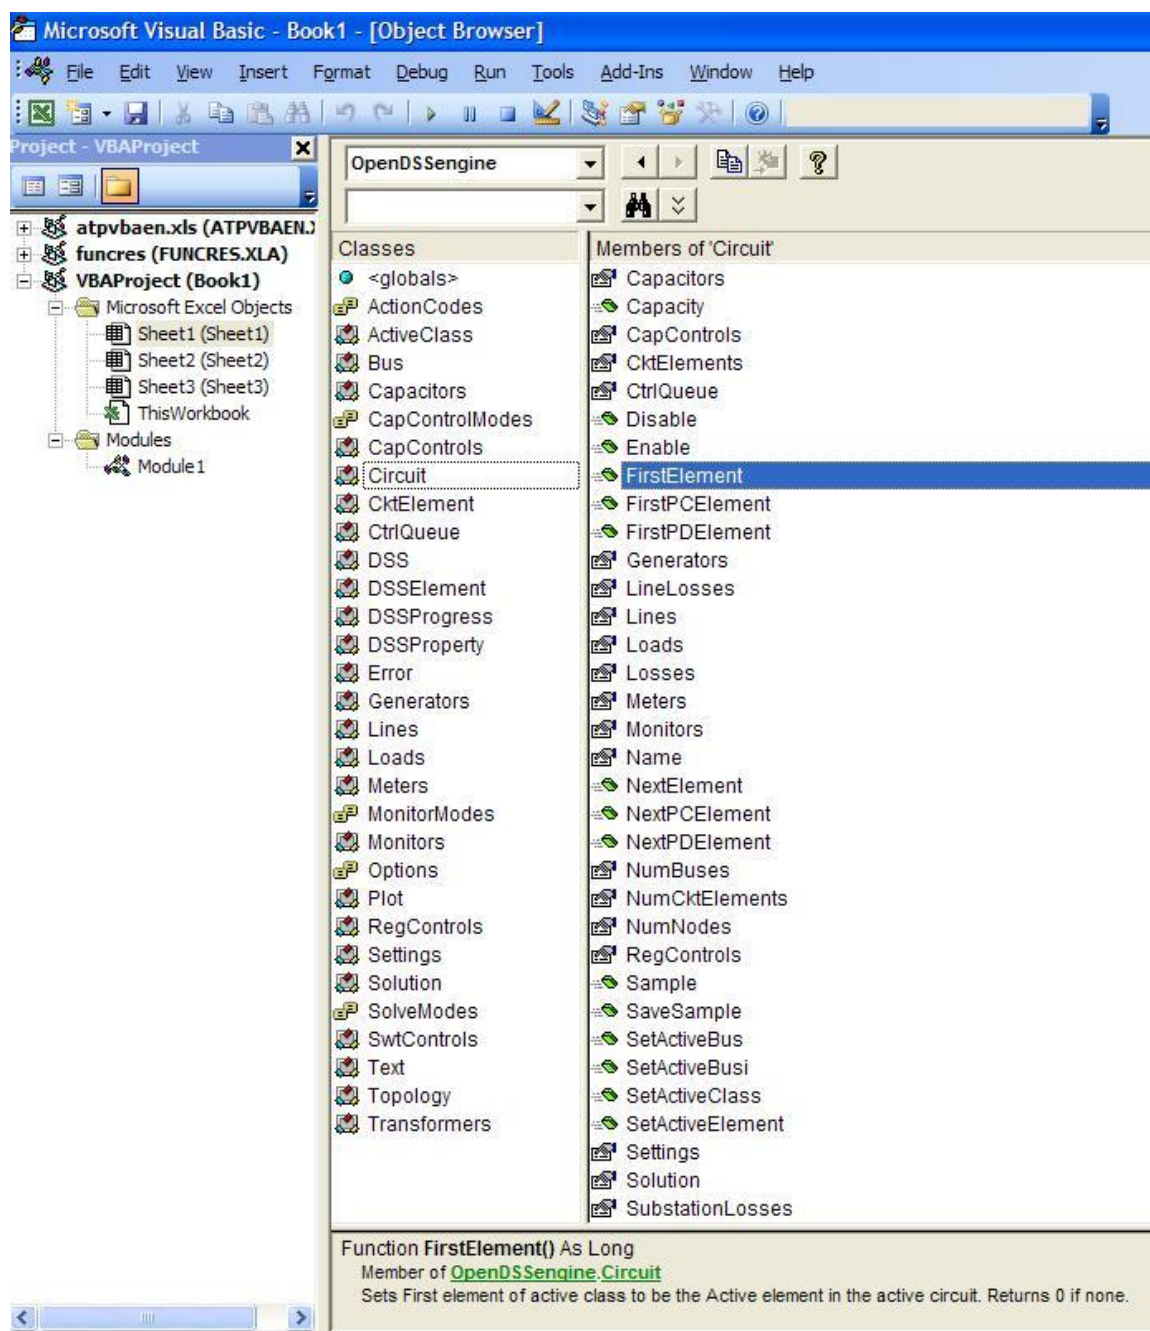 Microsoft Visual Basic - Book1 - [Object Browser]
File Edit View Insert Format Debug Run Tools Add-Ins Window Help
Project - VBAProject
OpenDSSengine
atpvbaen.xls (ATPVBAEN.X
funcres (FUNCRES.XLA)
VBAProject (Book1)
Microsoft Excel Objects
Sheet1 (Sheet1)
Sheet2 (Sheet2)
Sheet3 (Sheet3)
ThisWorkbook
Modules
Module1
Classes
<globals>
ActionCodes
ActiveClass
Bus
Capacitors
CapControlModes
CapControls
Circuit
CktElement
CtrlQueue
DSS
DSSElement
DSSProgress
DSSProperty
Error
Generators
Lines
Loads
Meters
MonitorModes
Monitors
Options
Plot
RegControls
Settings
Solution
SolveModes
SwtControls
Text
Topology
Transformers
Members of 'Circuit'
Capacitors
Capacity
CapControls
CktElements
CtrlQueue
Disable
Enable
FirstElement
FirstPCElement
FirstPDElement
Generators
LineLosses
Lines
Loads
Losses
Meters
Monitors
Name
NextElement
NextPCElement
NextPDElement
NumBuses
NumCktElements
NumNodes
RegControls
Sample
SaveSample
SetActiveBus
SetActiveBusi
SetActiveClass
SetActiveElement
Settings
Solution
SubstationLosses
Function FirstElement() As Long
Member of OpenDSSengine.Circuit
Sets First element of active class to be the Active element in the active circuit. Returns 0 if none.